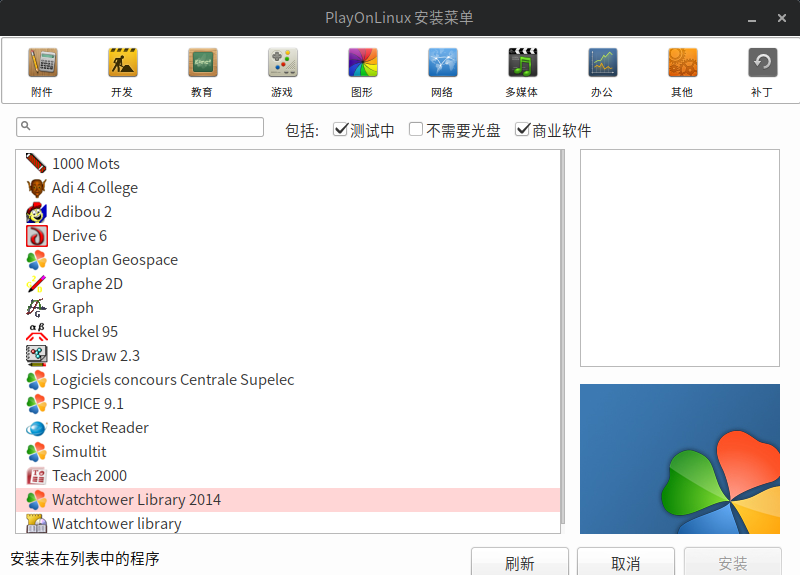 PlayOnLinux 安装菜单
附件 开发 教育 游戏 图形 网络 多媒体 办公 其他 补丁
包括: 测试中 不需要光盘 商业软件
1000 Mots
Adi 4 College
Adibou 2
Derive 6
Geoplan Geospace
Graphe 2D
Graph
Huckel 95
ISIS Draw 2.3
Logiciels concours Centrale Supelec
PSPICE 9.1
Rocket Reader
Simultit
Teach 2000
Watchtower Library 2014
Watchtower library
安装未在列表中的程序
刷新 取消 安装